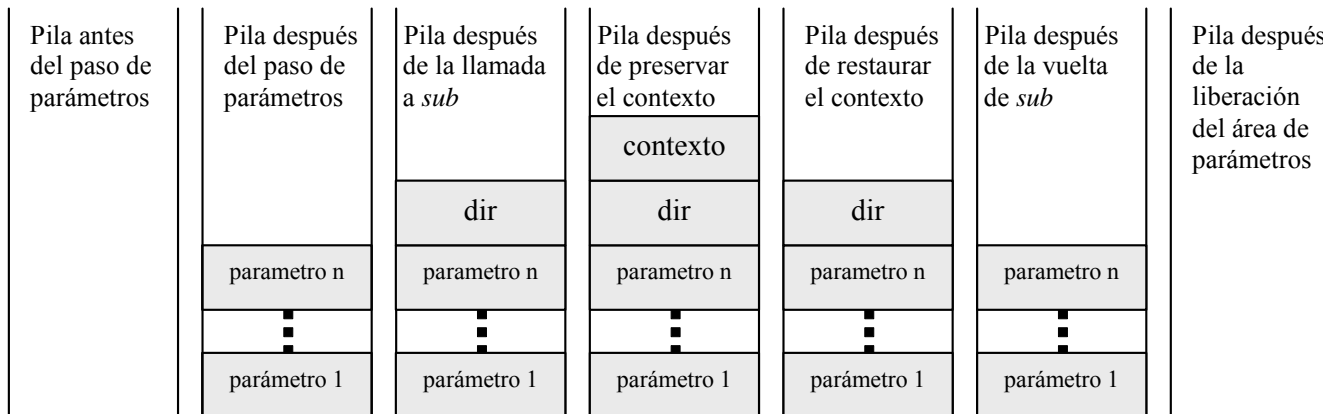 Pila antes
del paso de
parámetros
Pila después
del paso de
parámetros
parametro n
parámetro 1
Pila después
de la llamada
a sub
dir
parametro n
parámetro 1
Pila después
de preservar
el contexto
contexto
dir
parametro n
parámetro 1
Pila después
de restaurar
el contexto
dir
parametro n
parámetro 1
Pila después
de la vuelta
de sub
parametro n
parámetro 1
Pila después
de la
liberación
del área de
parámetros